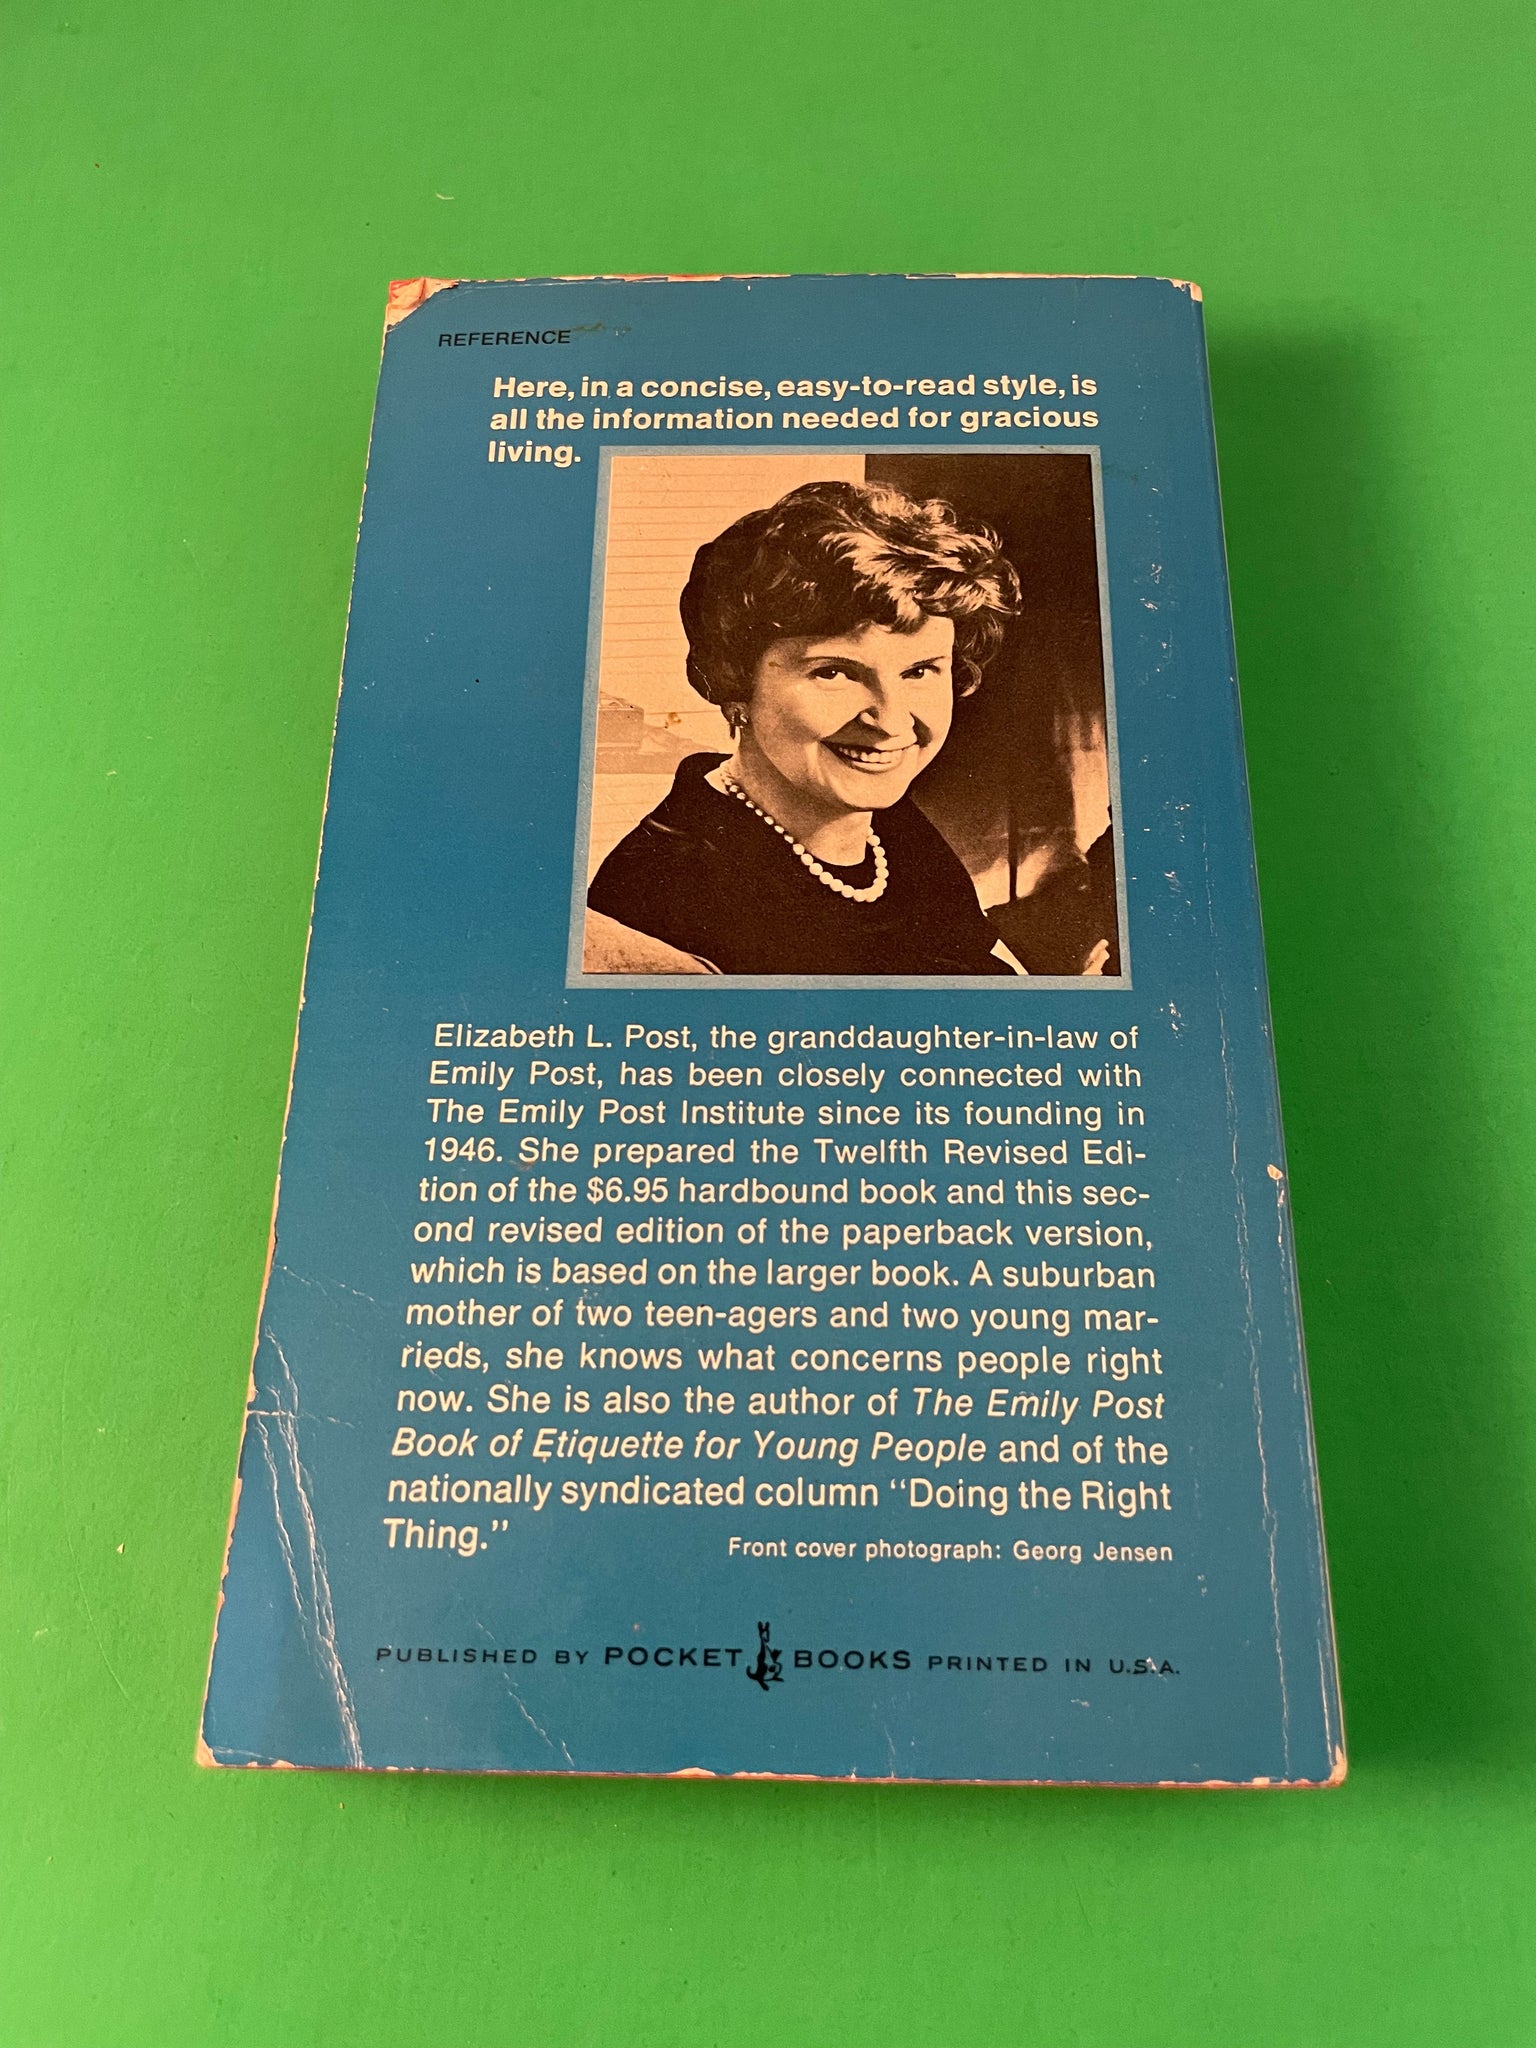 REFERENCE
Here, in a concise, easy-to-read style, is
all the information needed for gracious
living.
Elizabeth L. Post, the granddaughter-in-law of
Emily Post, has been closely connected with
The Emily Post Institute since its founding in
1946. She prepared the Twelfth Revised Edi-
tion of the $6.95 hardbound book and this sec-
ond revised edition of the paperback version,
which is based on the larger book. A suburban
mother of two teen-agers and two young mar-
rieds, she knows what concerns people right
now. She is also the author of The Emily Post
Book of Etiquette for Young People and of the
nationally syndicated column "Doing the Right
Thing."
Front cover photograph: Georg Jensen
PUBLISHED BY POCKET BOOKS PRINTED IN U.S.A.